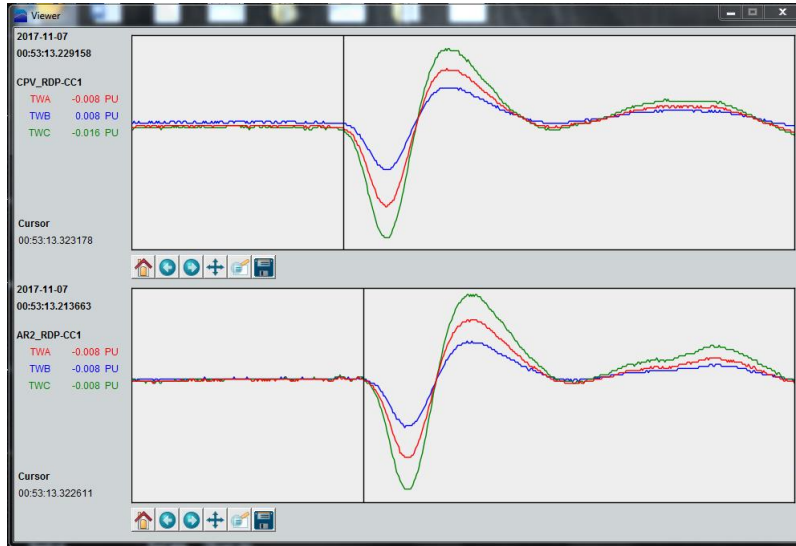 Viewer
2017-11-07
00:53:13.229158
CPV_RDP-CC1
TWA -0.008 PU
TWB 0.008 PU
TWC -0.016 PU
Cursor
00:53:13.323178
2017-11-07
00:53:13.213663
AR2_RDP-CC1
TWA -0.008 PU
TWB -0.008 PU
TWC -0.008 PU
Cursor
00:53:13.322611